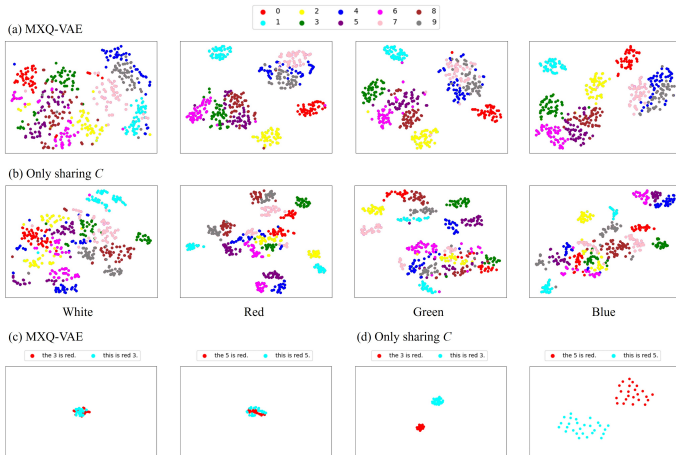 0 2 4 6 8
1 3 5 7 9
(a) MXQ-VAE
(b) Only sharing C
White Red Green Blue
(c) MXQ-VAE (d) Only sharing C
the 3 is red. this is red 3. the 5 is red. this is red 5. the 3 is red. this is red 3. the 5 is red. this is red 5.